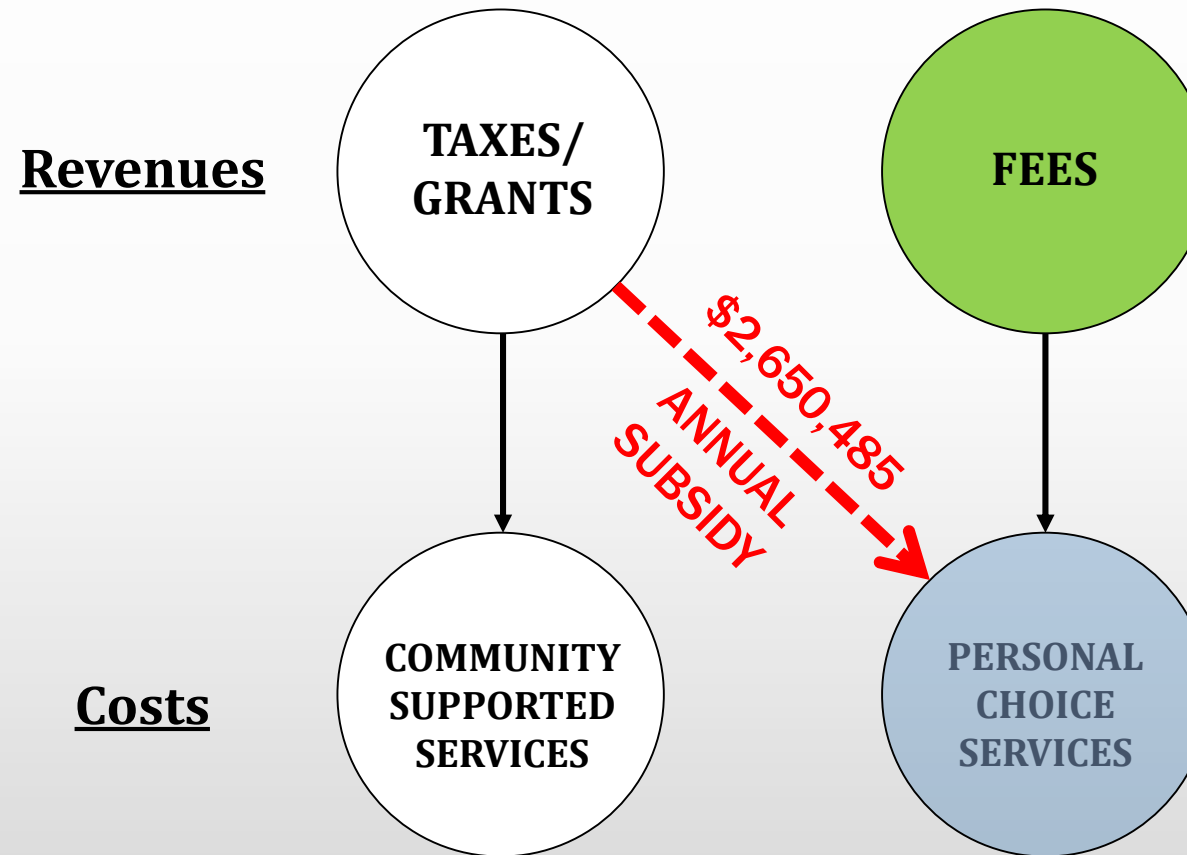 Revenues
TAXES/
GRANTS
FEES
$2,650,485
ANNUAL
SUBSIDY
Costs
COMMUNITY
SUPPORTED
SERVICES
PERSONAL
CHOICE
SERVICES